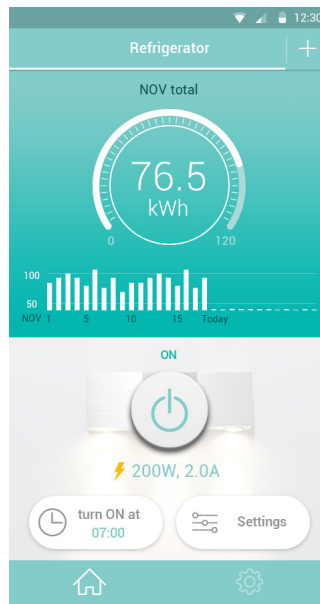 12:30
Refrigerator
NOV total
76.5
kWh
0 120
100
50
NOV 1 5 10 15 Today
ON
200W, 2.0A
turn ON at
07:00
Settings